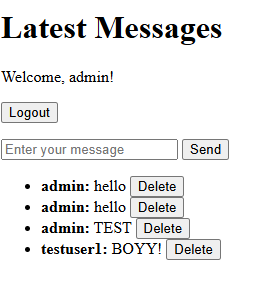 Latest Messages
Welcome, admin!
Logout
Enter your message Send
admin: hello Delete
admin: hello Delete
admin: TEST Delete
testuser1: BOYY! Delete